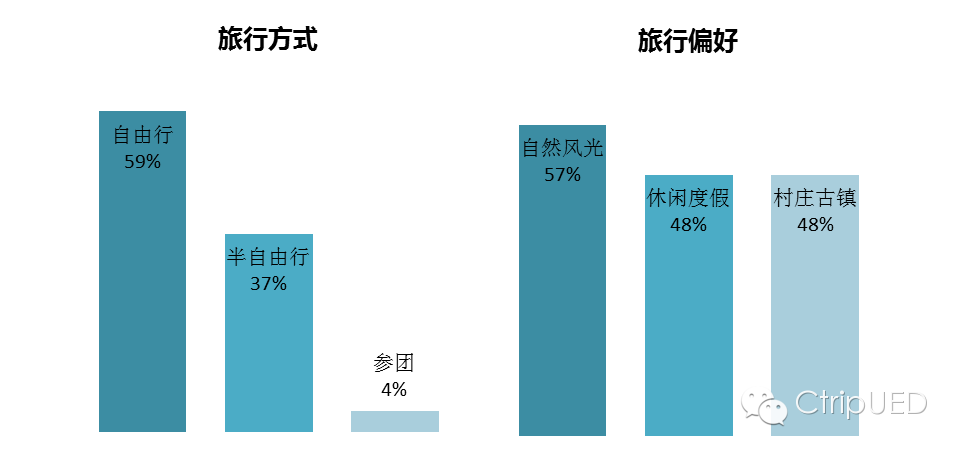 旅行方式
自由行
59%
半自由行
37%
参团
4%
旅行偏好
自然风光
57%
休闲度假
48%
村庄古镇
48%
CtripUED